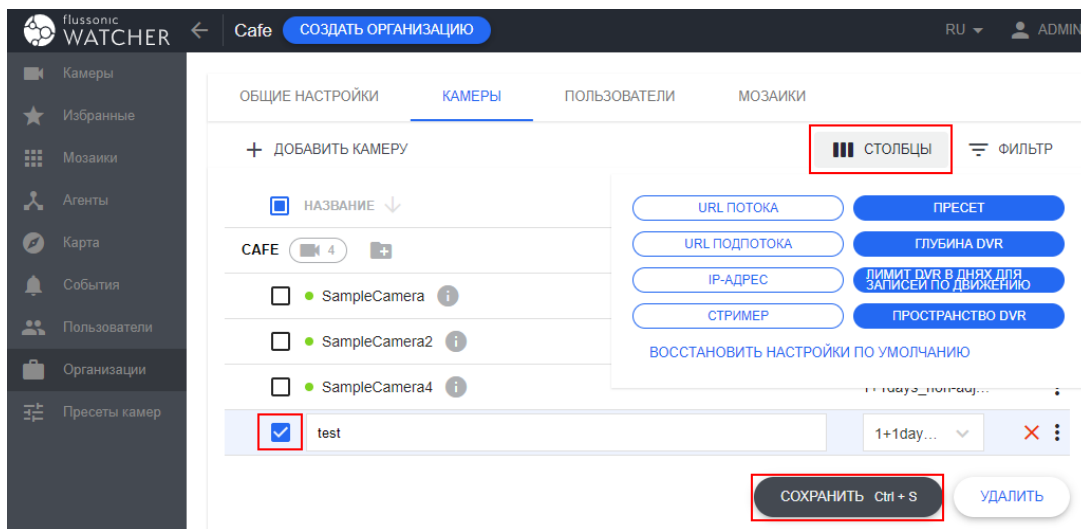 flussonic
WATCHER
Cafe
СОЗДАТЬ ОРГАНИЗАЦИЮ
RU
ADMIN
Камеры
Избранные
Мозаики
Агенты
Карта
События
Пользователи
Организации
Пресеты камер
ОБЩИЕ НАСТРОЙКИ
КАМЕРЫ
ПОЛЬЗОВАТЕЛИ
МОЗАИКИ
+ ДОБАВИТЬ КАМЕРУ
СТОЛБЦЫ
ФИЛЬТР
НАЗВАНИЕ
URL ПОТОКА
ПРЕСЕТ
URL ПОДПОТОКА
ГЛУБИНА DVR
IP-АДРЕС
ЛИМИТ DVR В ДНЯХ ДЛЯ
ЗАПИСЕЙ ПО ДВИЖЕНИЮ
СТРИМЕР
ПРОСТРАНСТВО DVR
ВОССТАНОВИТЬ НАСТРОЙКИ ПО УМОЛЧАНИЮ
CAFE 4
SampleCamera
SampleCamera2
SampleCamera4
1+1days_non-adj...
test
1+1day...
СОХРАНИТЬ Ctrl + S
УДАЛИТЬ